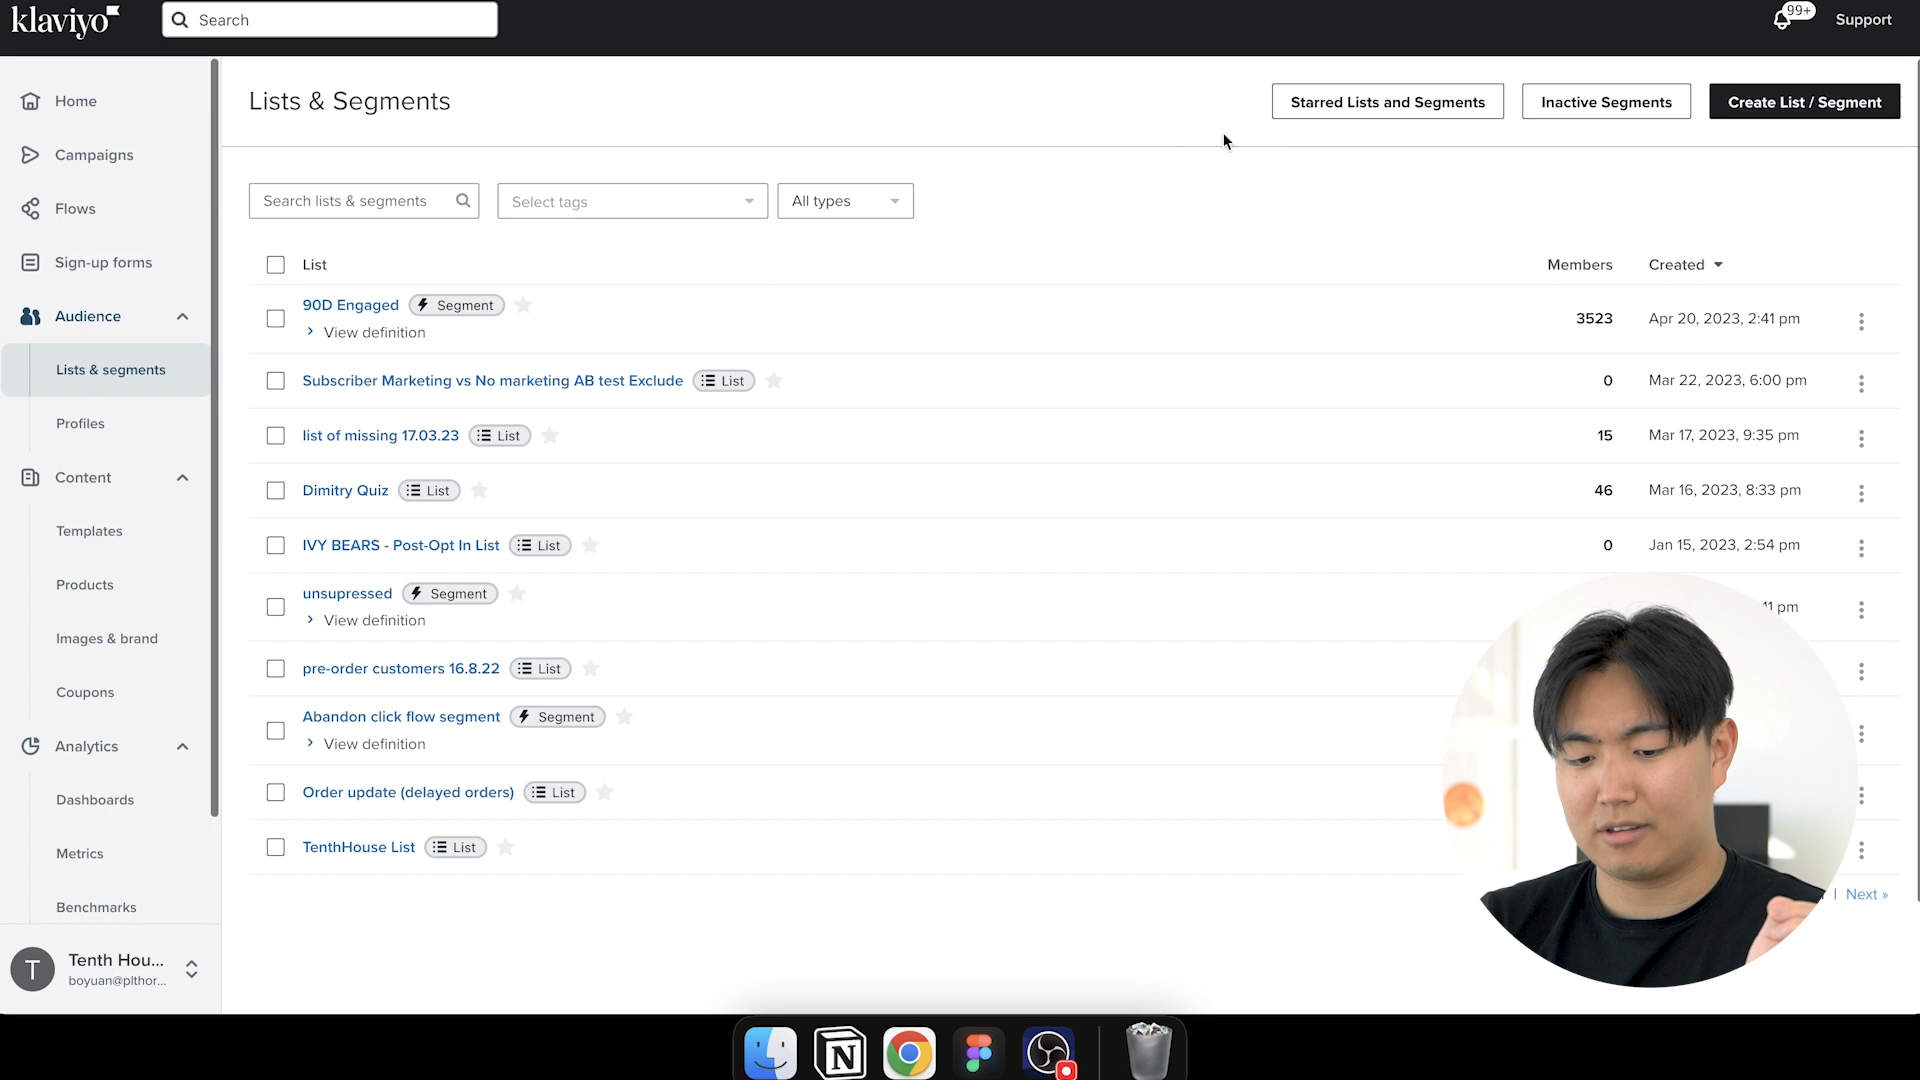 klaviyo
Search
99+
Support
Home
Campaigns
Flows
Sign-up forms
Audience
Lists & segments
Profiles
Content
Templates
Products
Images & brand
Coupons
Analytics
Dashboards
Metrics
Benchmarks
T
Tenth Hou...
boyuan@plthor...
Lists & Segments
Starred Lists and Segments
Inactive Segments
Create List / Segment
Search lists & segments
Select tags
All types
List Members Created
90D Engaged Segment
View definition
3523 Apr 20, 2023, 2:41 pm
Subscriber Marketing vs No marketing AB test Exclude List 0 Mar 22, 2023, 6:00 pm
list of missing 17.03.23 List 15 Mar 17, 2023, 9:35 pm
Dimitry Quiz List 46 Mar 16, 2023, 8:33 pm
IVY BEARS - Post-Opt In List List 0 Jan 15, 2023, 2:54 pm
unsupressed Segment
View definition
pm
pre-order customers 16.8.22 List
Abandon click flow segment Segment
View definition
Order update (delayed orders) List
TenthHouse List List
| Next »
N